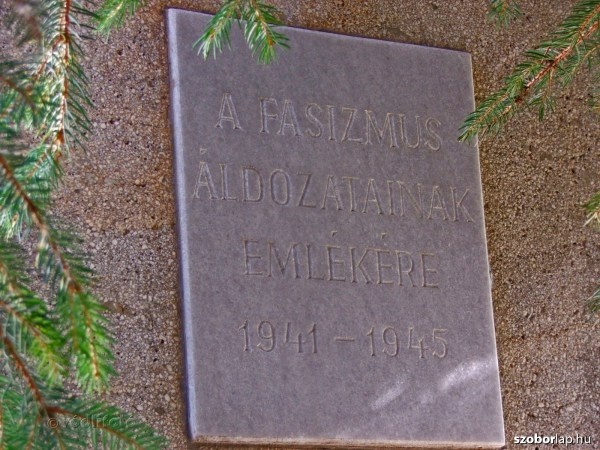 A FASIZMUS
ÁLDOZATAINAK
EMLÉKÉRE
1941 – 1945
szoborlap.hu